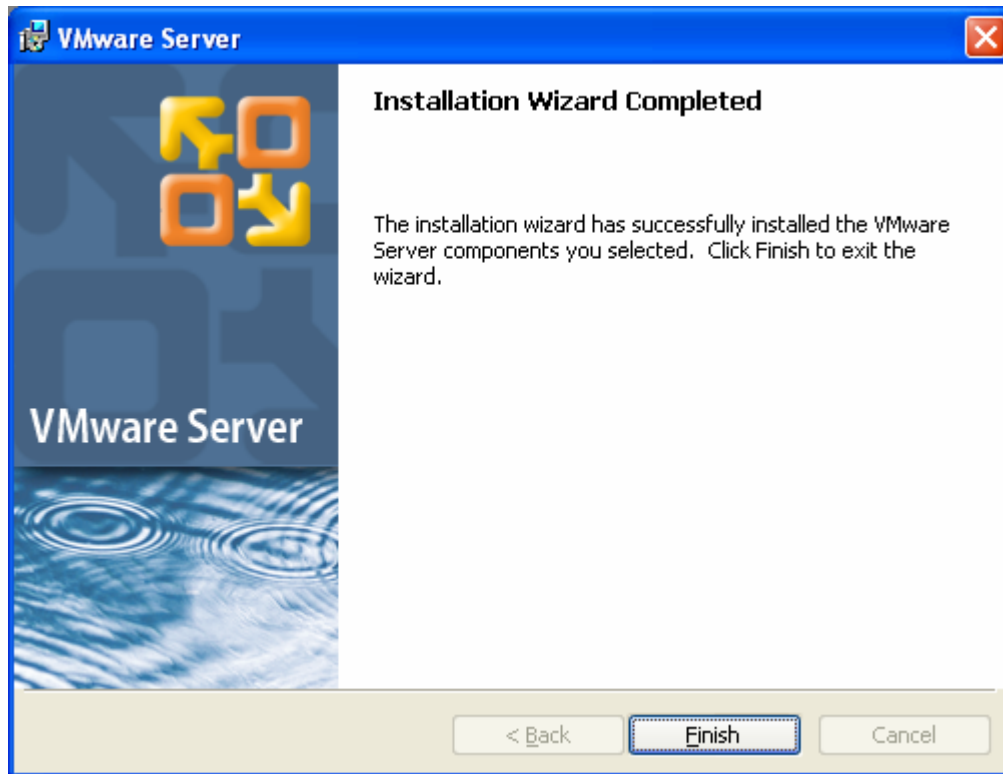 VMware Server
Installation Wizard Completed
The installation wizard has successfully installed the VMware
Server components you selected. Click Finish to exit the
wizard.
VMware Server
< Back
Finish
Cancel